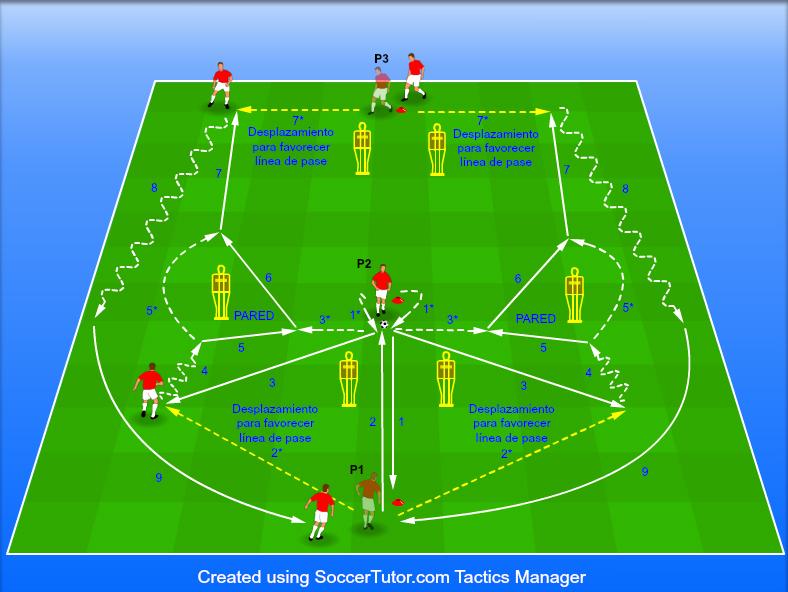 P3
7*
Desplazamiento
para favorecer
línea de pase
7*
Desplazamiento
para favorecer
línea de pase
8
7
7
8
P2
6
6
5*
PARED
3*
1*
1*
3*
PARED
5*
5
5
4
4
3
3
Desplazamiento
para favorecer
línea de pase
2*
2
1
Desplazamiento
para favorecer
línea de pase
2*
P1
9
9
Created using SoccerTutor.com Tactics Manager